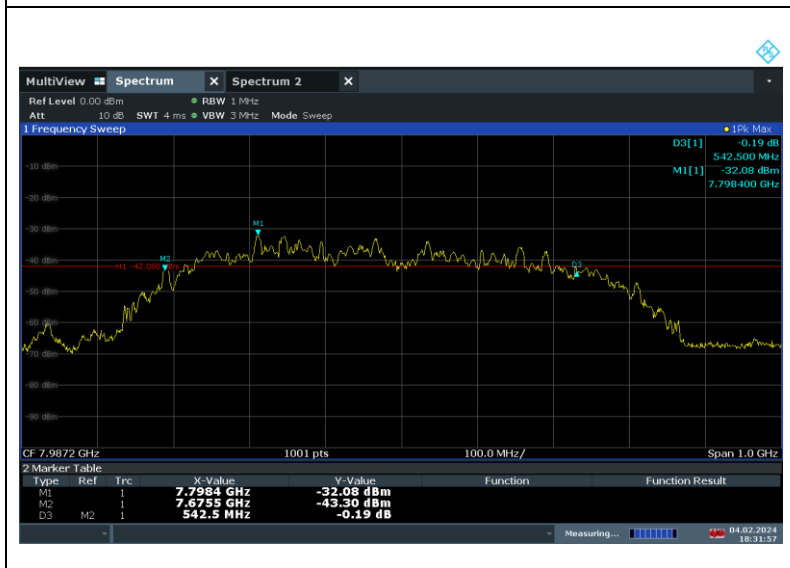 MultiView Spectrum X Spectrum 2 X
Ref Level 0.00 dBm RBW 1 MHz
Att 10 dB SWT 4 ms VBW 3 MHz Mode Sweep
1 Frequency Sweep 1Pk Max
D3[1] -0.19 dB
542.500 MHz
M1[1] -32.08 dBm
7.798400 GHz
-10 dBm
-20 dBm
M1
-30 dBm
M2
-40 dBm
D3
-50 dBm
-60 dBm
-70 dBm
-80 dBm
-90 dBm
CF 7.9872 GHz 1001 pts 100.0 MHz/ Span 1.0 GHz
2 Marker Table
Type Ref Trc X-Value Y-Value Function Function Result
M1 1 7.7984 GHz -32.08 dBm
M2 1 7.6755 GHz -43.30 dBm
D3 M2 1 542.5 MHz -0.19 dB
Measuring... 04.02.2024
18:31:57